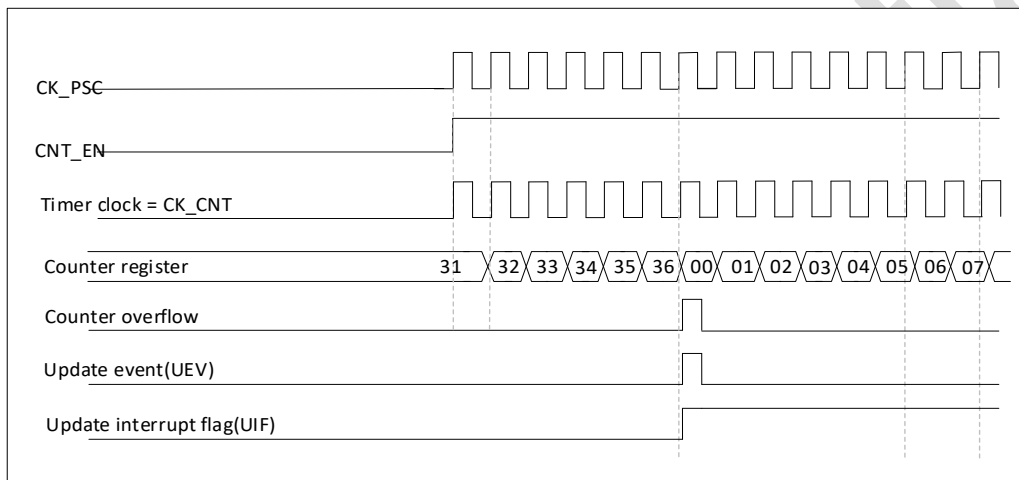 CK_PSC
CNT_EN
Timer clock = CK_CNT
Counter register 31 32 33 34 35 36 00 01 02 03 04 05 06 07
Counter overflow
Update event(UEV)
Update interrupt flag(UIF)